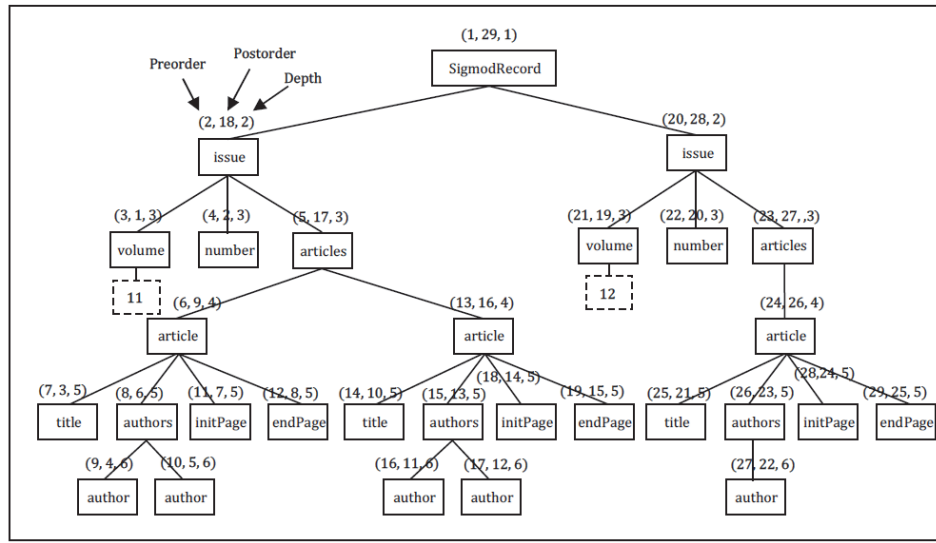 (1, 29, 1)
SigmodRecord
Preorder
Postorder
Depth
(2, 18, 2)
issue
(20, 28, 2)
issue
(3, 1, 3)
volume
(4, 2, 3)
number
(5, 17, 3)
articles
(21, 19, 3)
volume
(22, 20, 3)
number
(23, 27, ,3)
articles
11
12
(6, 9, 4)
article
(13, 16, 4)
article
(24, 26, 4)
article
(7, 3, 5)
title
(8, 6, 5)
authors
(11, 7, 5)
initPage
(12, 8, 5)
endPage
(14, 10, 5)
title
(15, 13, 5)
authors
(18, 14, 5)
initPage
(19, 15, 5)
endPage
(25, 21, 5)
title
(26, 23, 5)
authors
(28,24, 5)
initPage
(29, 25, 5)
endPage
(9, 4, 6)
author
(10, 5, 6)
author
(16, 11, 6)
author
(17, 12, 6)
author
(27, 22, 6)
author